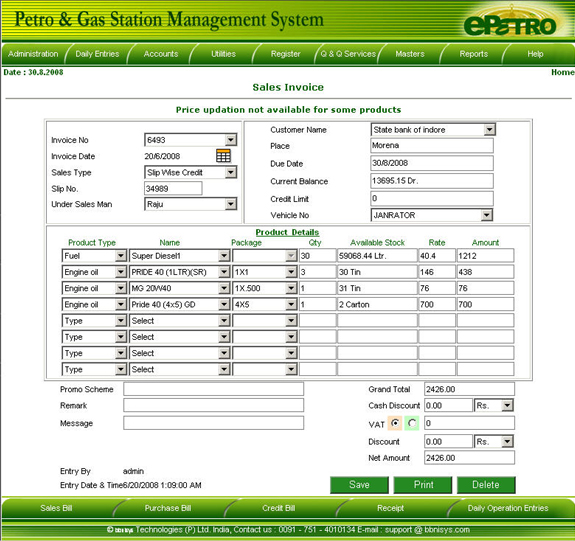 Petro & Gas Station Management System
ePETRO
Administration Daily Entries Accounts Utilities Register Q & Q Services Masters Reports Help
Date : 30.8.2008 Home
Sales Invoice
Price updation not available for some products
Invoice No 6493
Invoice Date 20/6/2008
Sales Type Slip Wise Credit
Slip No. 34989
Under Sales Man Raju
Customer Name State bank of indore
Place Morena
Due Date 30/8/2008
Current Balance 13695.15 Dr.
Credit Limit 0
Vehicle No JANRATOR
Product Details
Product Type Name Package Qty Available Stock Rate Amount
Fuel Super Diesel1 30 59068.44 Ltr. 40.4 1212
Engine oil PRIDE 40 (1LTR)(SR) 1X1 3 30 Tin 146 438
Engine oil MG 20W40 1X.500 1 31 Tin 76 76
Engine oil Pride 40 (4x5) GD 4X5 1 2 Carton 700 700
Type Select
Type Select
Type Select
Type Select
Promo Scheme
Remark
Message
Grand Total 2426.00
Cash Discount 0.00 Rs.
VAT 0
Discount 0.00 Rs.
Net Amount 2426.00
Entry By admin
Entry Date & Time6/20/2008 1:09:00 AM
Save Print Delete
Sales Bill Purchase Bill Credit Bill Receipt Daily Operation Entries
© bbnisys Technologies (P) Ltd. India, Contact us : 0091 - 751 - 4010134 E-mail : support @ bbnisys.com